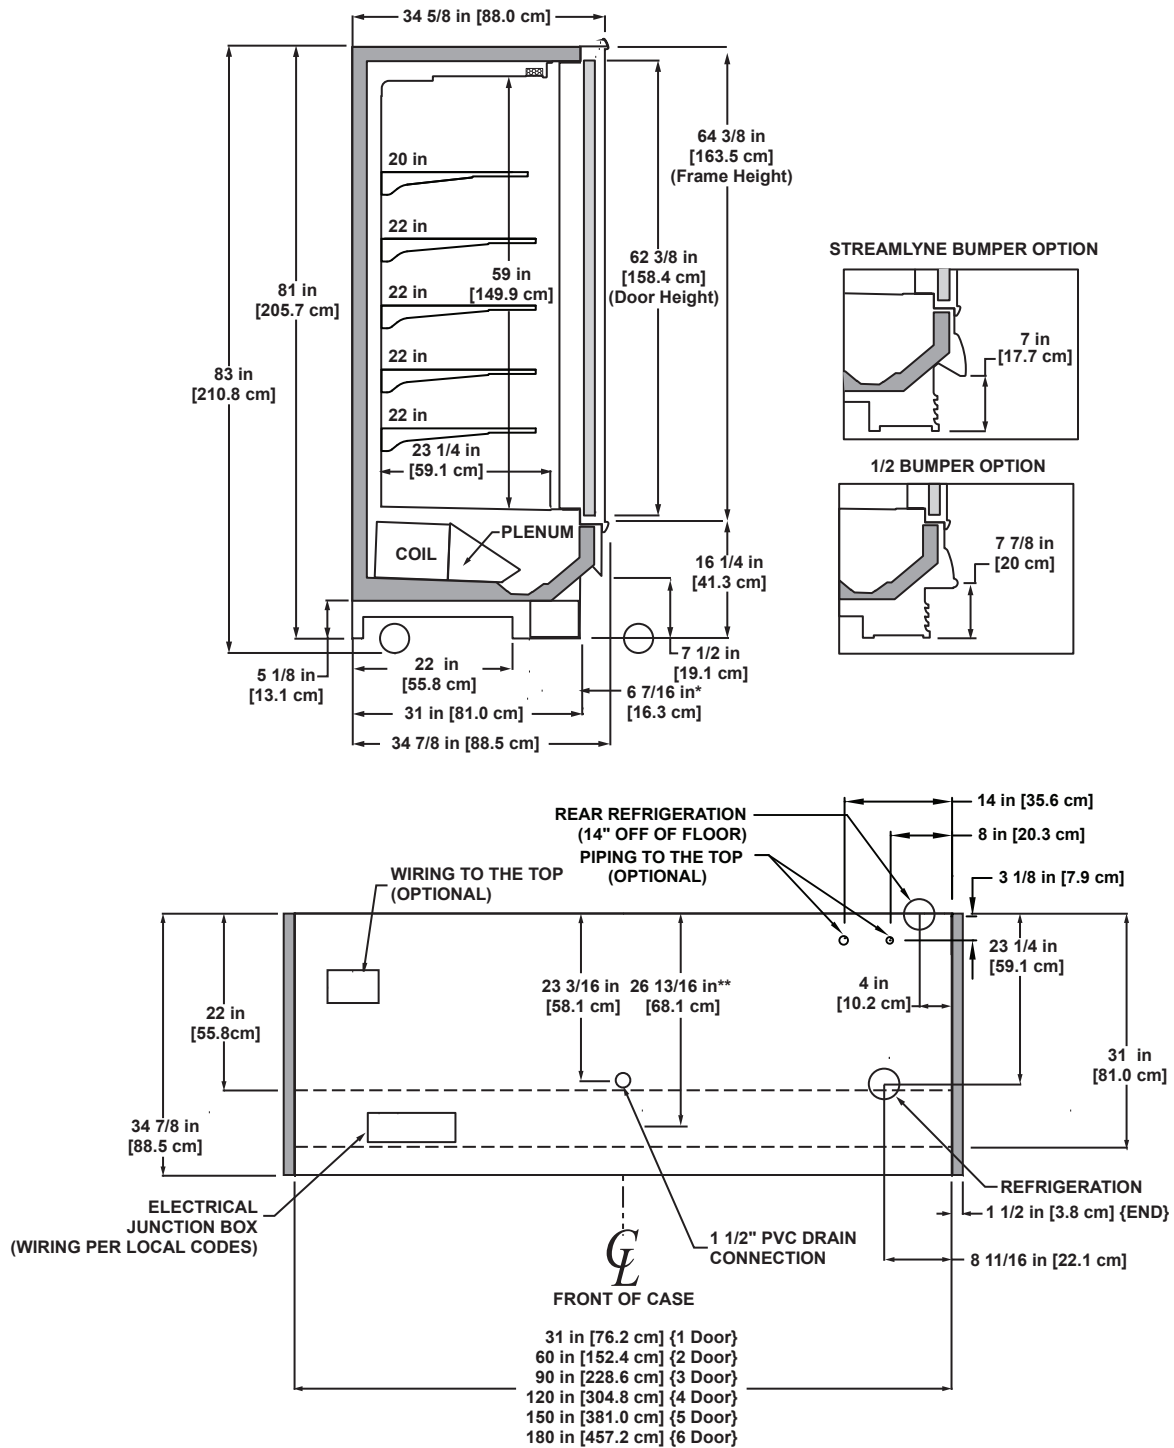 34 5/8 in [88.0 cm]
64 3/8 in
[163.5 cm]
(Frame Height)
20 in
22 in
62 3/8 in
[158.4 cm]
(Door Height)
59 in
[149.9 cm]
81 in
[205.7 cm]
22 in
83 in
[210.8 cm]
22 in
22 in
23 1/4 in
[59.1 cm]
PLENUM
COIL
16 1/4 in
[41.3 cm]
5 1/8 in
[13.1 cm]
22 in
[55.8 cm]
7 1/2 in
[19.1 cm]
6 7/16 in*
[16.3 cm]
31 in [81.0 cm]
34 7/8 in [88.5 cm]
STREAMLYNE BUMPER OPTION
7 in
[17.7 cm]
1/2 BUMPER OPTION
7 7/8 in
[20 cm]
14 in [35.6 cm]
REAR REFRIGERATION
(14" OFF OF FLOOR)
8 in [20.3 cm]
PIPING TO THE TOP
(OPTIONAL)
WIRING TO THE TOP
(OPTIONAL)
3 1/8 in [7.9 cm]
23 1/4 in
[59.1 cm]
23 3/16 in
[58.1 cm]
26 13/16 in**
[68.1 cm]
4 in
[10.2 cm]
22 in
[55.8cm]
31 in
[81.0 cm]
34 7/8 in
[88.5 cm]
REFRIGERATION
ELECTRICAL
JUNCTION BOX
(WIRING PER LOCAL CODES)
1 1/2 in [3.8 cm] {END}
1 1/2" PVC DRAIN
CONNECTION
8 11/16 in [22.1 cm]
CL
FRONT OF CASE
31 in [76.2 cm] {1 Door}
60 in [152.4 cm] {2 Door}
90 in [228.6 cm] {3 Door}
120 in [304.8 cm] {4 Door}
150 in [381.0 cm] {5 Door}
180 in [457.2 cm] {6 Door}